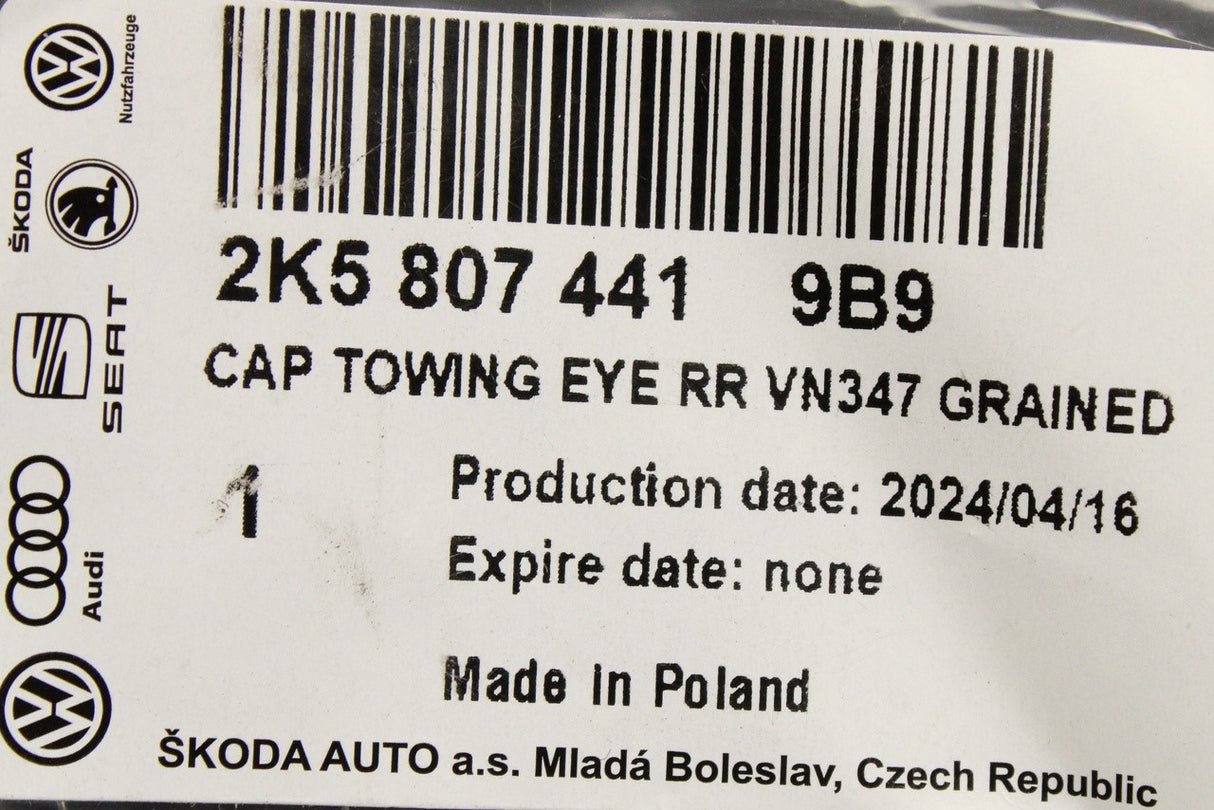 Nutzfahrzeuge
ŠKODA
SEAT
Audi
2K5 807 441 9B9
CAP TOWING EYE RR VN347 GRAINED
1
Production date: 2024/04/16
Expire date: none
Made in Poland
ŠKODA AUTO a.s. Mladá Boleslav, Czech Republic